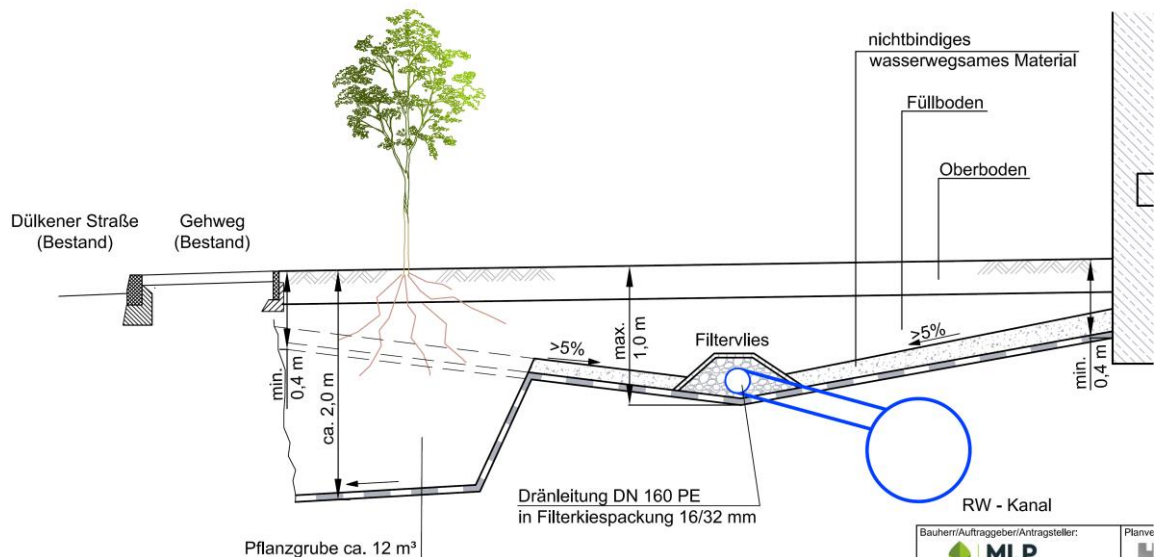 nichtbindiges
wasserwegsames Material
Füllboden
Oberboden
Dülkener Straße
(Bestand)
Gehweg
(Bestand)
>5%
max.
1,0 m
Filtervlies
>5%
min.
0,4 m
ca. 2,0 m
min.
0,4 m
Dränleitung DN 160 PE
in Filterkiespackung 16/32 mm
RW - Kanal
Pflanzgrube ca. 12 m³
Bauherr/Auftraggeber/Antragsteller:
MLP